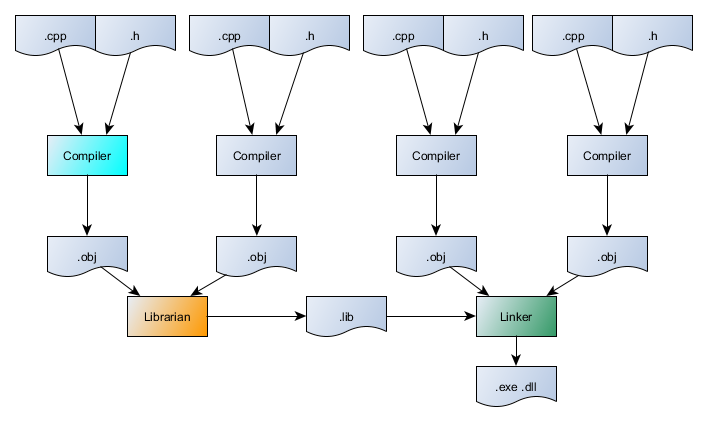 .cpp .h .cpp .h .cpp .h .cpp .h
Compiler Compiler Compiler Compiler
.obj .obj .obj .obj
Librarian .lib Linker
.exe .dll